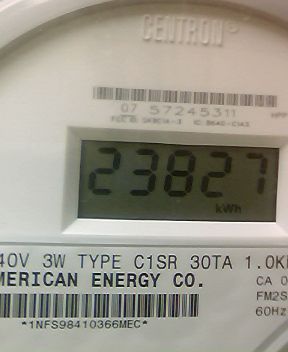 CENTRON®
07 57245311
23827
kWh
40V 3W TYPE C1SR 30TA 1.0K
MERICAN ENERGY CO.
CA 0
FM2S
60Hz
*1NFS98410366MEC*